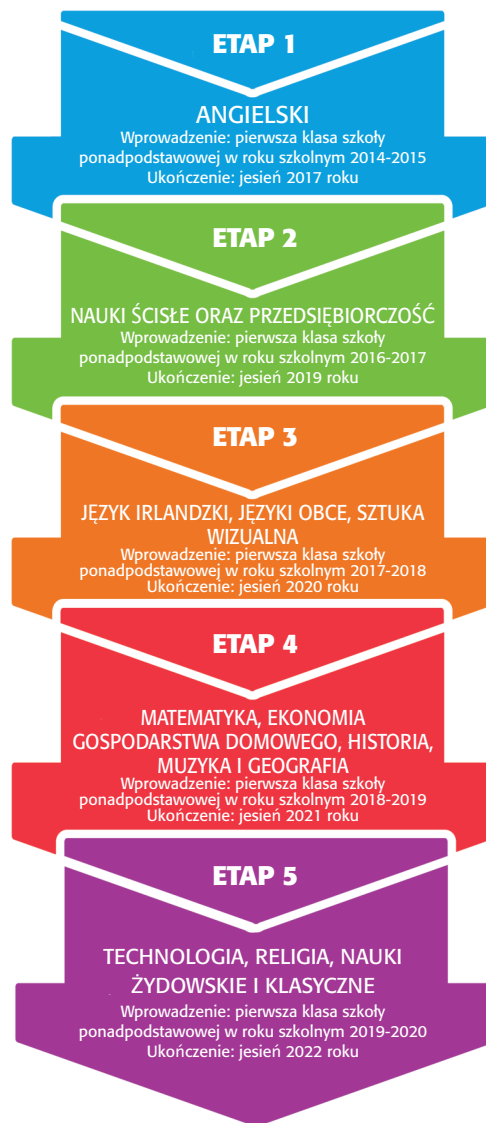 ETAP 1
ANGIELSKI
Wprowadzenie: pierwsza klasa szkoły
ponadpodstawowej w roku szkolnym 2014-2015
Ukończenie: jesień 2017 roku
ETAP 2
NAUKI ŚCISŁE ORAZ PRZEDSIĘBIORCZOŚĆ
Wprowadzenie: pierwsza klasa szkoły
ponadpodstawowej w roku szkolnym 2016-2017
Ukończenie: jesień 2019 roku
ETAP 3
JĘZYK IRLANDZKI, JĘZYKI OBCE, SZTUKA
WIZUALNA
Wprowadzenie: pierwsza klasa szkoły
ponadpodstawowej w roku szkolnym 2017-2018
Ukończenie: jesień 2020 roku
ETAP 4
MATEMATYKA, EKONOMIA
GOSPODARSTWA DOMOWEGO, HISTORIA,
MUZYKA I GEOGRAFIA
Wprowadzenie: pierwsza klasa szkoły
ponadpodstawowej w roku szkolnym 2018-2019
Ukończenie: jesień 2021 roku
ETAP 5
TECHNOLOGIA, RELIGIA, NAUKI
ŻYDOWSKIE I KLASYCZNE
Wprowadzenie: pierwsza klasa szkoły
ponadpodstawowej w roku szkolnym 2019-2020
Ukończenie: jesień 2022 roku